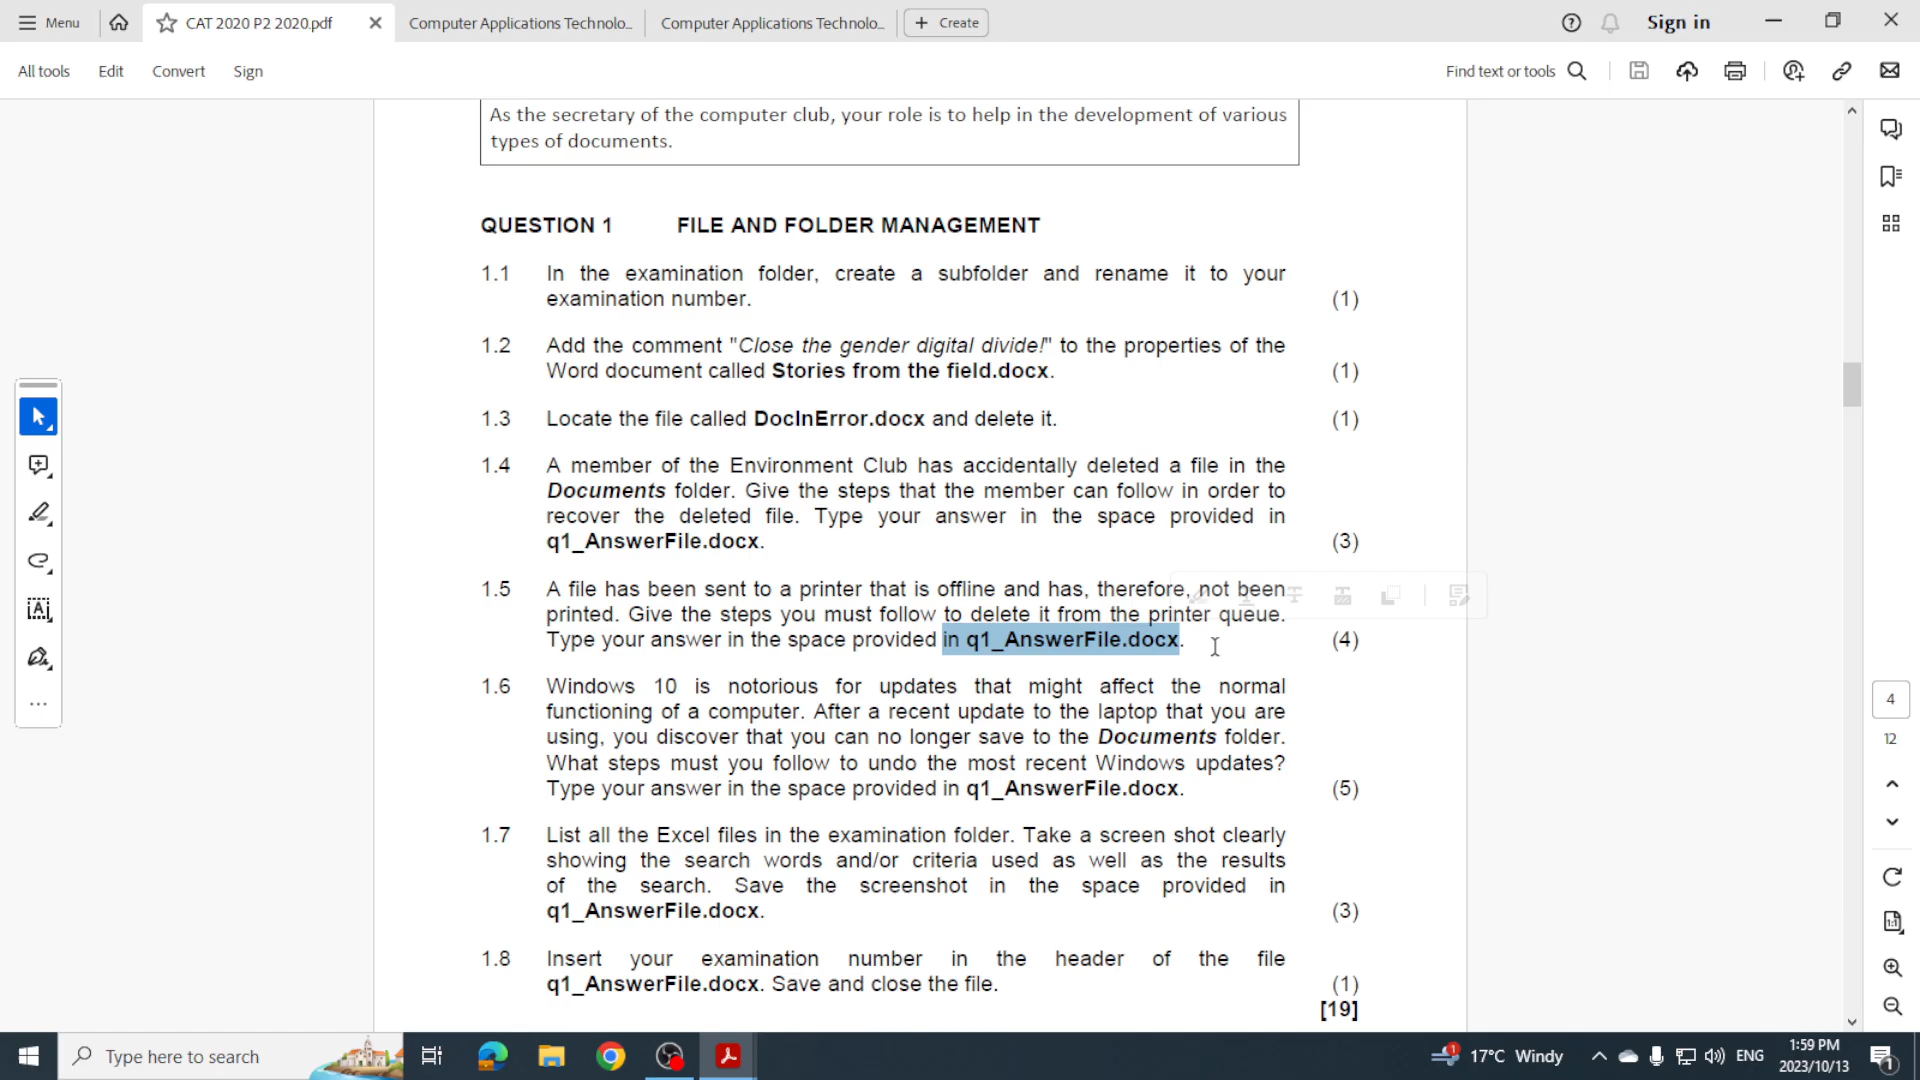 Menu
CAT 2020 P2 2020.pdf
Computer Applications Technolo...
Computer Applications Technolo...
Create
Sign in
All tools
Edit
Convert
Sign
Find text or tools
As the secretary of the computer club, your role is to help in the development of various
types of documents.
QUESTION 1 FILE AND FOLDER MANAGEMENT
1.1 In the examination folder, create a subfolder and rename it to your
examination number. (1)
1.2 Add the comment "Close the gender digital divide!" to the properties of the
Word document called Stories from the field.docx. (1)
1.3 Locate the file called DocInError.docx and delete it. (1)
1.4 A member of the Environment Club has accidentally deleted a file in the
Documents folder. Give the steps that the member can follow in order to
recover the deleted file. Type your answer in the space provided in
q1_AnswerFile.docx. (3)
1.5 A file has been sent to a printer that is offline and has, therefore, not been
printed. Give the steps you must follow to delete it from the printer queue.
Type your answer in the space provided in q1_AnswerFile.docx. (4)
1.6 Windows 10 is notorious for updates that might affect the normal
functioning of a computer. After a recent update to the laptop that you are
using, you discover that you can no longer save to the Documents folder.
What steps must you follow to undo the most recent Windows updates?
Type your answer in the space provided in q1_AnswerFile.docx. (5)
1.7 List all the Excel files in the examination folder. Take a screen shot clearly
showing the search words and/or criteria used as well as the results
of the search. Save the screenshot in the space provided in
q1_AnswerFile.docx. (3)
1.8 Insert your examination number in the header of the file
q1_AnswerFile.docx. Save and close the file. (1)
[19]
4
12
Type here to search
17°C Windy
ENG
1:59 PM
2023/10/13